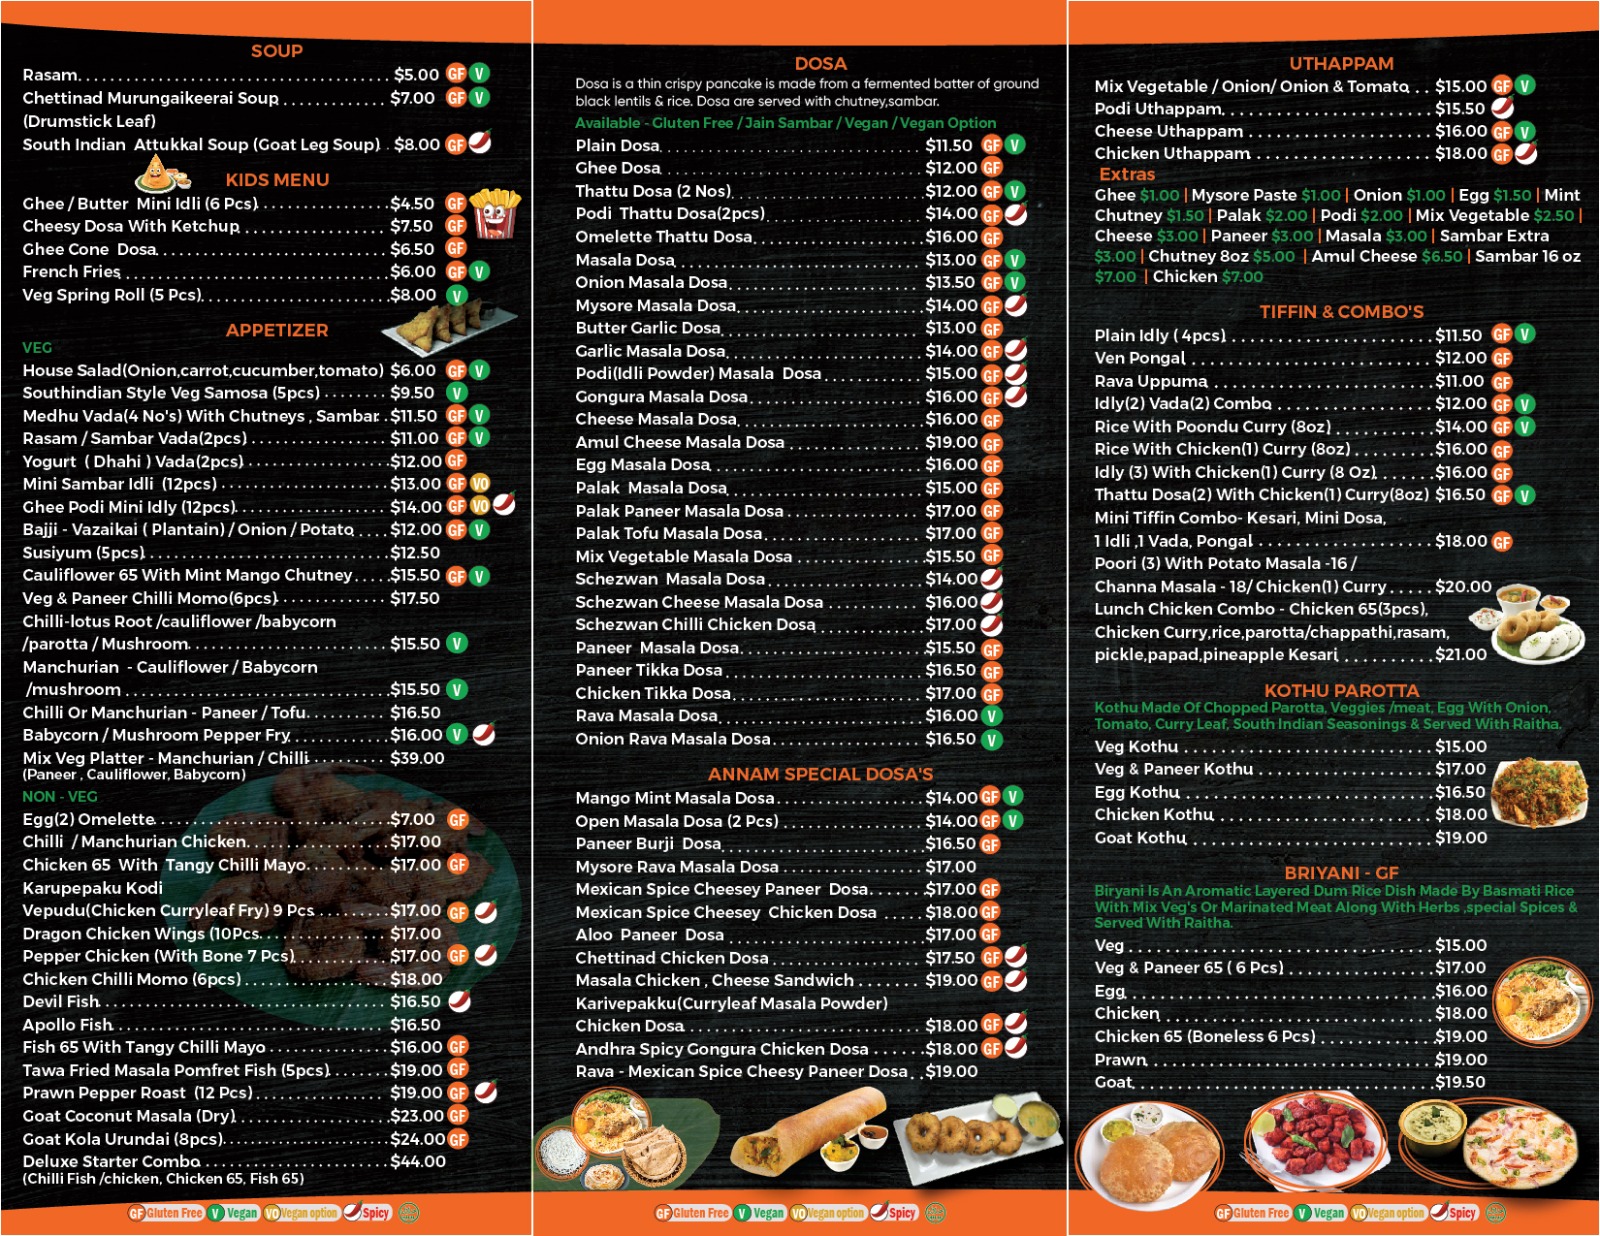 SOUP
Rasam $5.00 GF V
Chettinad Murungaikeerai Soup $7.00 GF V
(Drumstick Leaf)
South Indian Attukkal Soup (Goat Leg Soup) $8.00 GF
KIDS MENU
Ghee / Butter Mini Idli (6 Pcs) $4.50 GF
Cheesy Dosa With Ketchup $7.50 GF
Ghee Cone Dosa $6.50 GF
French Fries $6.00 GF V
Veg Spring Roll (5 Pcs) $8.00 V
APPETIZER
VEG
House Salad(Onion,carrot,cucumber,tomato) $6.00 GF V
Southindian Style Veg Samosa (5pcs) $9.50 V
Medhu Vada(4 No's) With Chutneys , Sambar $11.50 GF V
Rasam / Sambar Vada(2pcs) $11.00 GF V
Yogurt ( Dhahi ) Vada(2pcs) $12.00 GF
Mini Sambar Idli (12pcs) $13.00 GF VO
Ghee Podi Mini Idly (12pcs) $14.00 GF VO
Bajji - Vazaikai ( Plantain) / Onion / Potato $12.00 GF V
Susiyum (5pcs) $12.50
Cauliflower 65 With Mint Mango Chutney $15.50 GF V
Veg & Paneer Chilli Momo(6pcs) $17.50
Chilli-lotus Root /cauliflower /babycorn
/parotta / Mushroom $15.50 V
Manchurian - Cauliflower / Babycorn
/mushroom $15.50 V
Chilli Or Manchurian - Paneer / Tofu $16.50
Babycorn / Mushroom Pepper Fry $16.00 V
Mix Veg Platter - Manchurian / Chilli $39.00
(Paneer , Cauliflower, Babycorn)
NON - VEG
Egg(2) Omelette $7.00 GF
Chilli / Manchurian Chicken $17.00
Chicken 65 With Tangy Chilli Mayo $17.00 GF
Karupepaku Kodi
Vepudu(Chicken Curryleaf Fry) 9 Pcs $17.00 GF
Dragon Chicken Wings (10Pcs $17.00
Pepper Chicken (With Bone 7 Pcs) $17.00 GF
Chicken Chilli Momo (6pcs) $18.00
Devil Fish $16.50
Apollo Fish $16.50
Fish 65 With Tangy Chilli Mayo $16.00 GF
Tawa Fried Masala Pomfret Fish (5pcs) $19.00 GF
Prawn Pepper Roast (12 Pcs) $19.00 GF
Goat Coconut Masala (Dry) $23.00 GF
Goat Kola Urundai (8pcs) $24.00 GF
Deluxe Starter Combo $44.00
(Chilli Fish /chicken, Chicken 65, Fish 65)
GF Gluten Free V Vegan VO Vegan option Spicy
DOSA
Dosa is a thin crispy pancake is made from a fermented batter of ground
black lentils & rice. Dosa are served with chutney,sambar.
Available - Gluten Free / Jain Sambar / Vegan / Vegan Option
Plain Dosa $11.50 GF V
Ghee Dosa $12.00 GF
Thattu Dosa (2 Nos) $12.00 GF V
Podi Thattu Dosa(2pcs) $14.00 GF
Omelette Thattu Dosa $16.00 GF
Masala Dosa $13.00 GF V
Onion Masala Dosa $13.50 GF V
Mysore Masala Dosa $14.00 GF
Butter Garlic Dosa $13.00 GF
Garlic Masala Dosa $14.00 GF
Podi(Idli Powder) Masala Dosa $15.00 GF
Gongura Masala Dosa $16.00 GF
Cheese Masala Dosa $16.00 GF
Amul Cheese Masala Dosa $19.00 GF
Egg Masala Dosa $16.00 GF
Palak Masala Dosa $15.00 GF
Palak Paneer Masala Dosa $17.00 GF
Palak Tofu Masala Dosa $17.00 GF
Mix Vegetable Masala Dosa $15.50 GF
Schezwan Masala Dosa $14.00
Schezwan Cheese Masala Dosa $16.00
Schezwan Chilli Chicken Dosa $17.00
Paneer Masala Dosa $15.50 GF
Paneer Tikka Dosa $16.50 GF
Chicken Tikka Dosa $17.00 GF
Rava Masala Dosa $16.00 V
Onion Rava Masala Dosa $16.50 V
ANNAM SPECIAL DOSA'S
Mango Mint Masala Dosa $14.00 GF V
Open Masala Dosa (2 Pcs) $14.00 GF V
Paneer Burji Dosa $16.50 GF
Mysore Rava Masala Dosa $17.00
Mexican Spice Cheesey Paneer Dosa $17.00 GF
Mexican Spice Cheesey Chicken Dosa $18.00 GF
Aloo Paneer Dosa $17.00 GF
Chettinad Chicken Dosa $17.50 GF
Masala Chicken , Cheese Sandwich $19.00 GF
Karivepakku(Curryleaf Masala Powder)
Chicken Dosa $18.00 GF
Andhra Spicy Gongura Chicken Dosa $18.00 GF
Rava - Mexican Spice Cheesy Paneer Dosa $19.00
GF Gluten Free V Vegan VO Vegan option Spicy
UTHAPPAM
Mix Vegetable / Onion/ Onion & Tomato $15.00 GF V
Podi Uthappam $15.50
Cheese Uthappam $16.00 GF V
Chicken Uthappam $18.00 GF
Extras
Ghee $1.00 | Mysore Paste $1.00 | Onion $1.00 | Egg $1.50 | Mint
Chutney $1.50 | Palak $2.00 | Podi $2.00 | Mix Vegetable $2.50 |
Cheese $3.00 | Paneer $3.00 | Masala $3.00 | Sambar Extra
$3.00 | Chutney 8oz $5.00 | Amul Cheese $6.50 | Sambar 16 oz
$7.00 | Chicken $7.00
TIFFIN & COMBO'S
Plain Idly ( 4pcs) $11.50 GF V
Ven Pongal $12.00 GF
Rava Uppuma $11.00 GF
Idly(2) Vada(2) Combo $12.00 GF V
Rice With Poondu Curry (8oz) $14.00 GF V
Rice With Chicken(1) Curry (8oz) $16.00 GF
Idly (3) With Chicken(1) Curry (8 Oz) $16.00 GF
Thattu Dosa(2) With Chicken(1) Curry(8oz) $16.50 GF V
Mini Tiffin Combo- Kesari, Mini Dosa,
1 Idli ,1 Vada, Pongal $18.00 GF
Poori (3) With Potato Masala -16 /
Channa Masala - 18/ Chicken(1) Curry $20.00
Lunch Chicken Combo - Chicken 65(3pcs),
Chicken Curry,rice,parotta/chappathi,rasam,
pickle,papad,pineapple Kesari $21.00
KOTHU PAROTTA
Kothu Made Of Chopped Parotta, Veggies /meat, Egg With Onion,
Tomato, Curry Leaf, South Indian Seasonings & Served With Raitha.
Veg Kothu $15.00
Veg & Paneer Kothu $17.00
Egg Kothu $16.50
Chicken Kothu $18.00
Goat Kothu $19.00
BRIYANI - GF
Biryani Is An Aromatic Layered Dum Rice Dish Made By Basmati Rice
With Mix Veg's Or Marinated Meat Along With Herbs ,special Spices &
Served With Raitha.
Veg $15.00
Veg & Paneer 65 ( 6 Pcs) $17.00
Egg $16.00
Chicken $18.00
Chicken 65 (Boneless 6 Pcs) $19.00
Prawn $19.00
Goat $19.50
GF Gluten Free V Vegan VO Vegan option Spicy